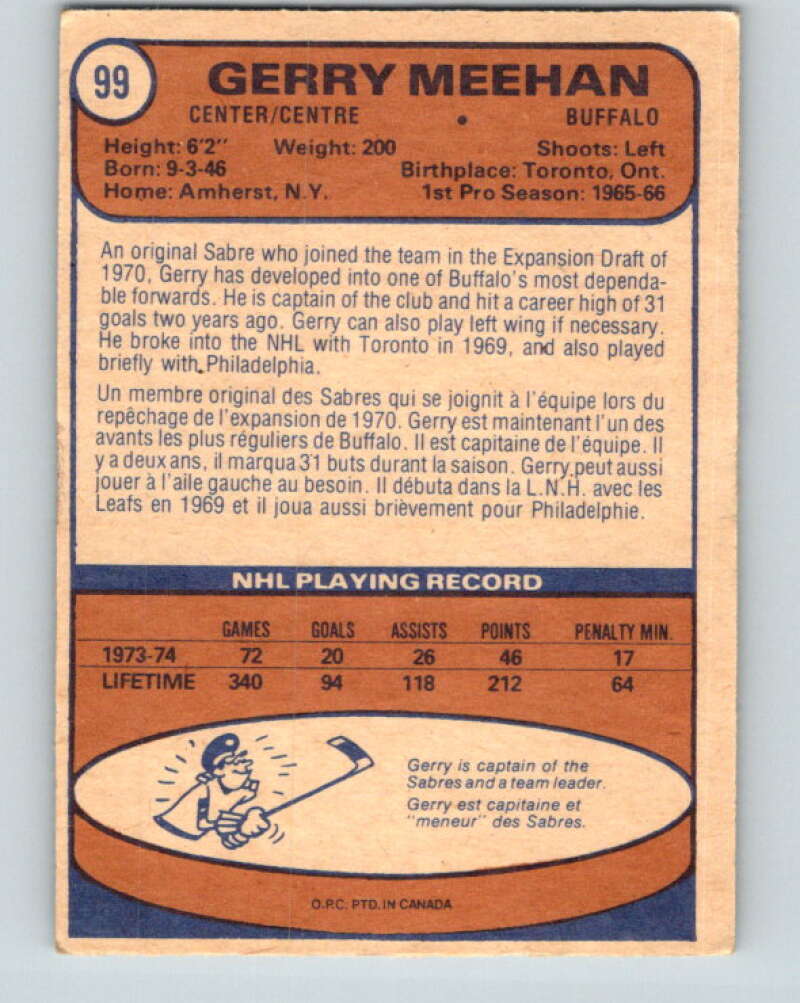 99
GERRY MEEHAN
CENTER/CENTRE • BUFFALO
Height: 6'2" Weight: 200 Shoots: Left
Born: 9-3-46 Birthplace: Toronto, Ont.
Home: Amherst, N.Y. 1st Pro Season: 1965-66
An original Sabre who joined the team in the Expansion Draft of
1970, Gerry has developed into one of Buffalo's most dependa-
ble forwards. He is captain of the club and hit a career high of 31
goals two years ago. Gerry can also play left wing if necessary.
He broke into the NHL with Toronto in 1969, and also played
briefly with Philadelphia.
Un membre original des Sabres qui se joignit à l'équipe lors du
repêchage de l'expansion de 1970. Gerry est maintenant l'un des
avants les plus réguliers de Buffalo. Il est capitaine de l'équipe. Il
y a deux ans, il marqua 31 buts durant la saison. Gerry peut aussi
jouer à l'aile gauche au besoin. Il débuta dans la L.N.H. avec les
Leafs en 1969 et il joua aussi brièvement pour Philadelphie.
NHL PLAYING RECORD
GAMES GOALS ASSISTS POINTS PENALTY MIN.
1973-74 72 20 26 46 17
LIFETIME 340 94 118 212 64
Gerry is captain of the
Sabres and a team leader.
Gerry est capitaine et
"meneur" des Sabres.
O.P.C. PTD. IN CANADA